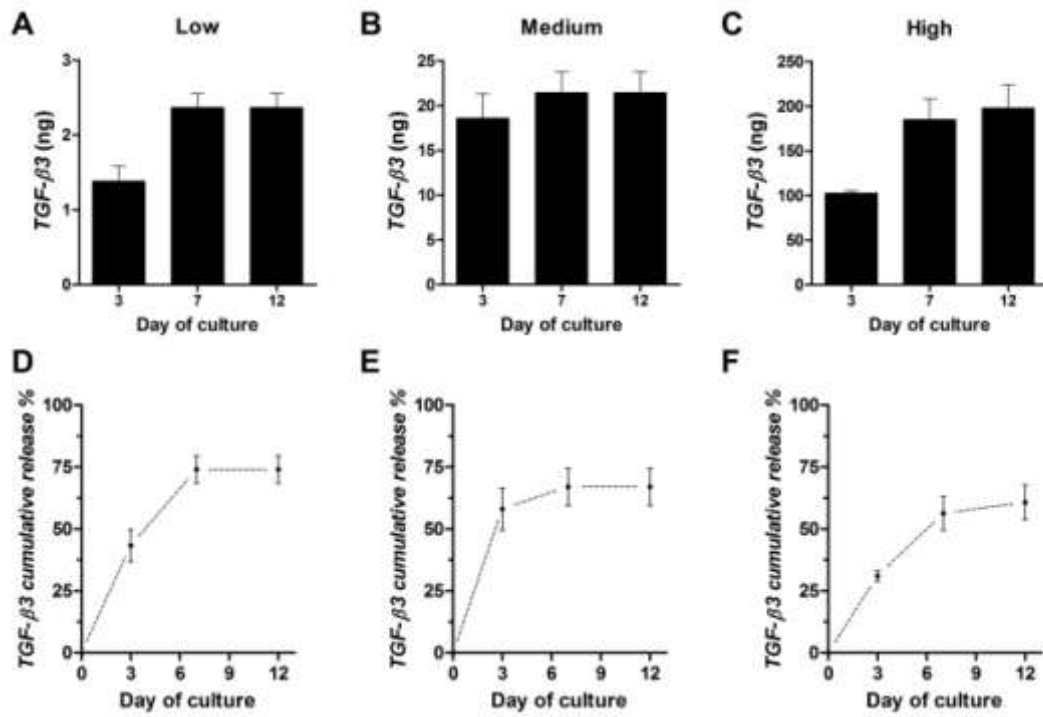 A Low
TGF-β3 (ng)
3
2
1
0
3 7 12
Day of culture
B Medium
TGF-β3 (ng)
25
20
15
10
5
0
3 7 12
Day of culture
C High
TGF-β3 (ng)
250
200
150
100
50
0
3 7 12
Day of culture
D
TGF-β3 cumulative release %
100
75
50
25
0
0 3 6 9 12
Day of culture
E
TGF-β3 cumulative release %
100
75
50
25
0
0 3 6 9 12
Day of culture
F
TGF-β3 cumulative release %
100
75
50
25
0
0 3 6 9 12
Day of culture